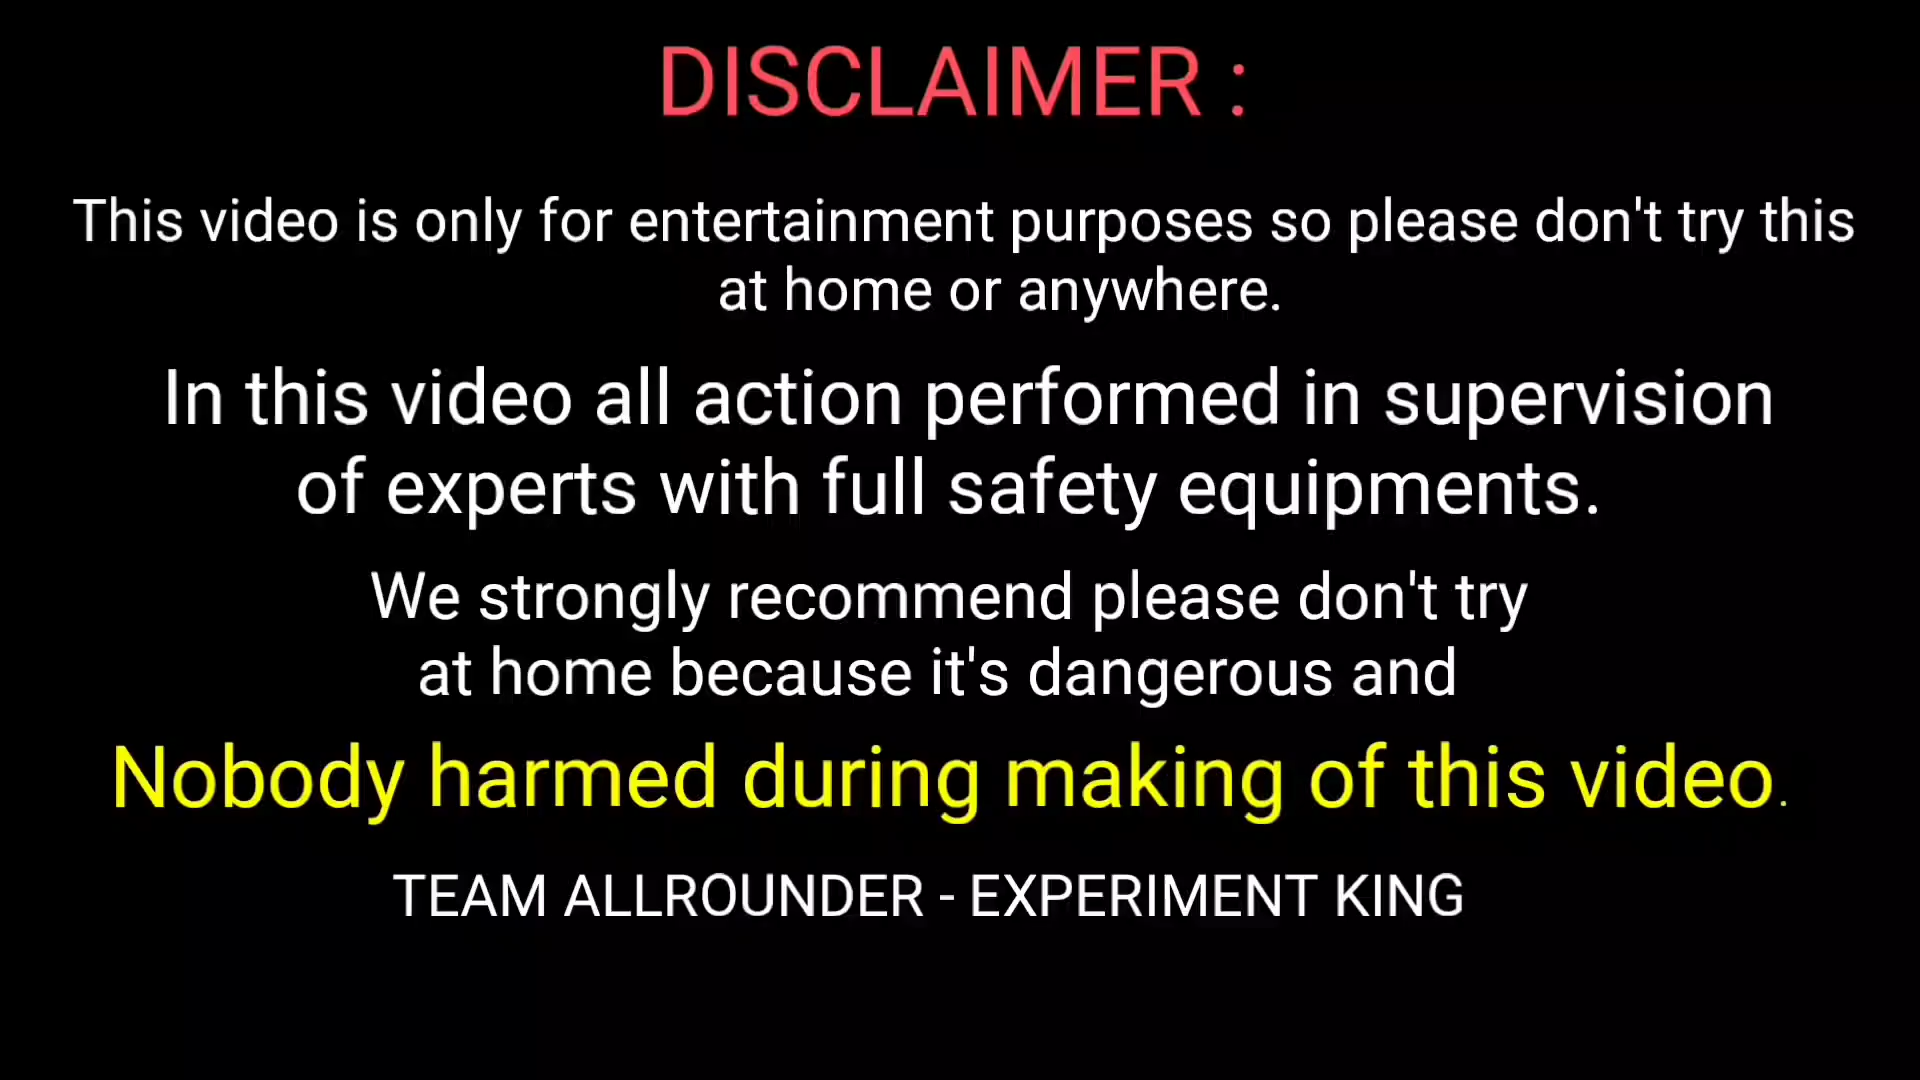 DISCLAIMER :
This video is only for entertainment purposes so please don't try this
at home or anywhere.
In this video all action performed in supervision
of experts with full safety equipments.
We strongly recommend please don't try
at home because it's dangerous and
Nobody harmed during making of this video.
TEAM ALLROUNDER - EXPERIMENT KING